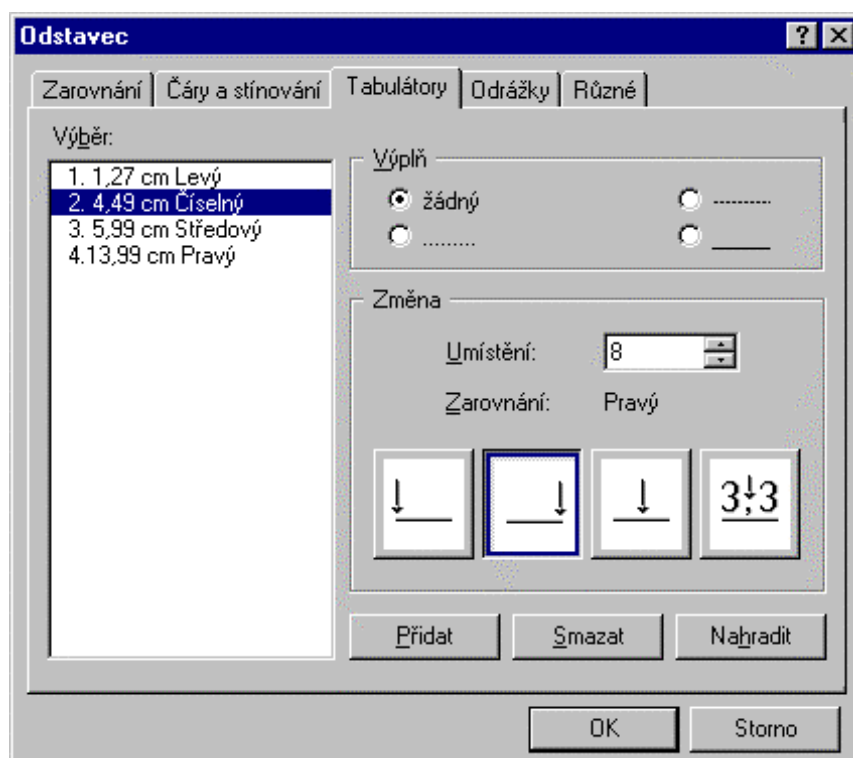 Odstavec
Zarovnání Čáry a stínování Tabulátory Odrážky Různé
Výběr:
1. 1,27 cm Levý
2. 4,49 cm Číselný
3. 5,99 cm Středový
4.13,99 cm Pravý
Výplň
žádný ----------
.........
Změna
Umístění: 8
Zarovnání: Pravý
3,3
Přidat Smazat Nahradit
OK Storno